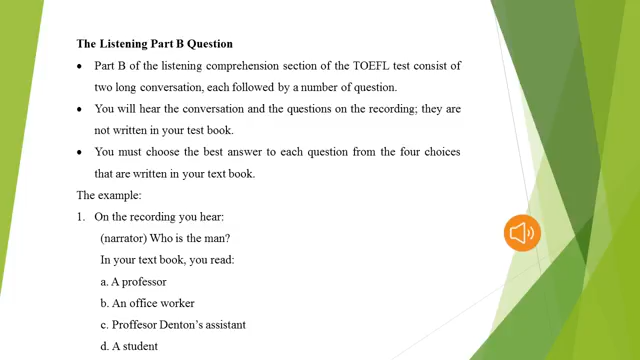 The Listening Part B Question
• Part B of the listening comprehension section of the TOEFL test consist of
two long conversation, each followed by a number of question.
• You will hear the conversation and the questions on the recording; they are
not written in your test book.
• You must choose the best answer to each question from the four choices
that are written in your text book.
The example:
1. On the recording you hear:
(narrator) Who is the man?
In your text book, you read:
a. A professor
b. An office worker
c. Proffesor Denton's assistant
d. A student